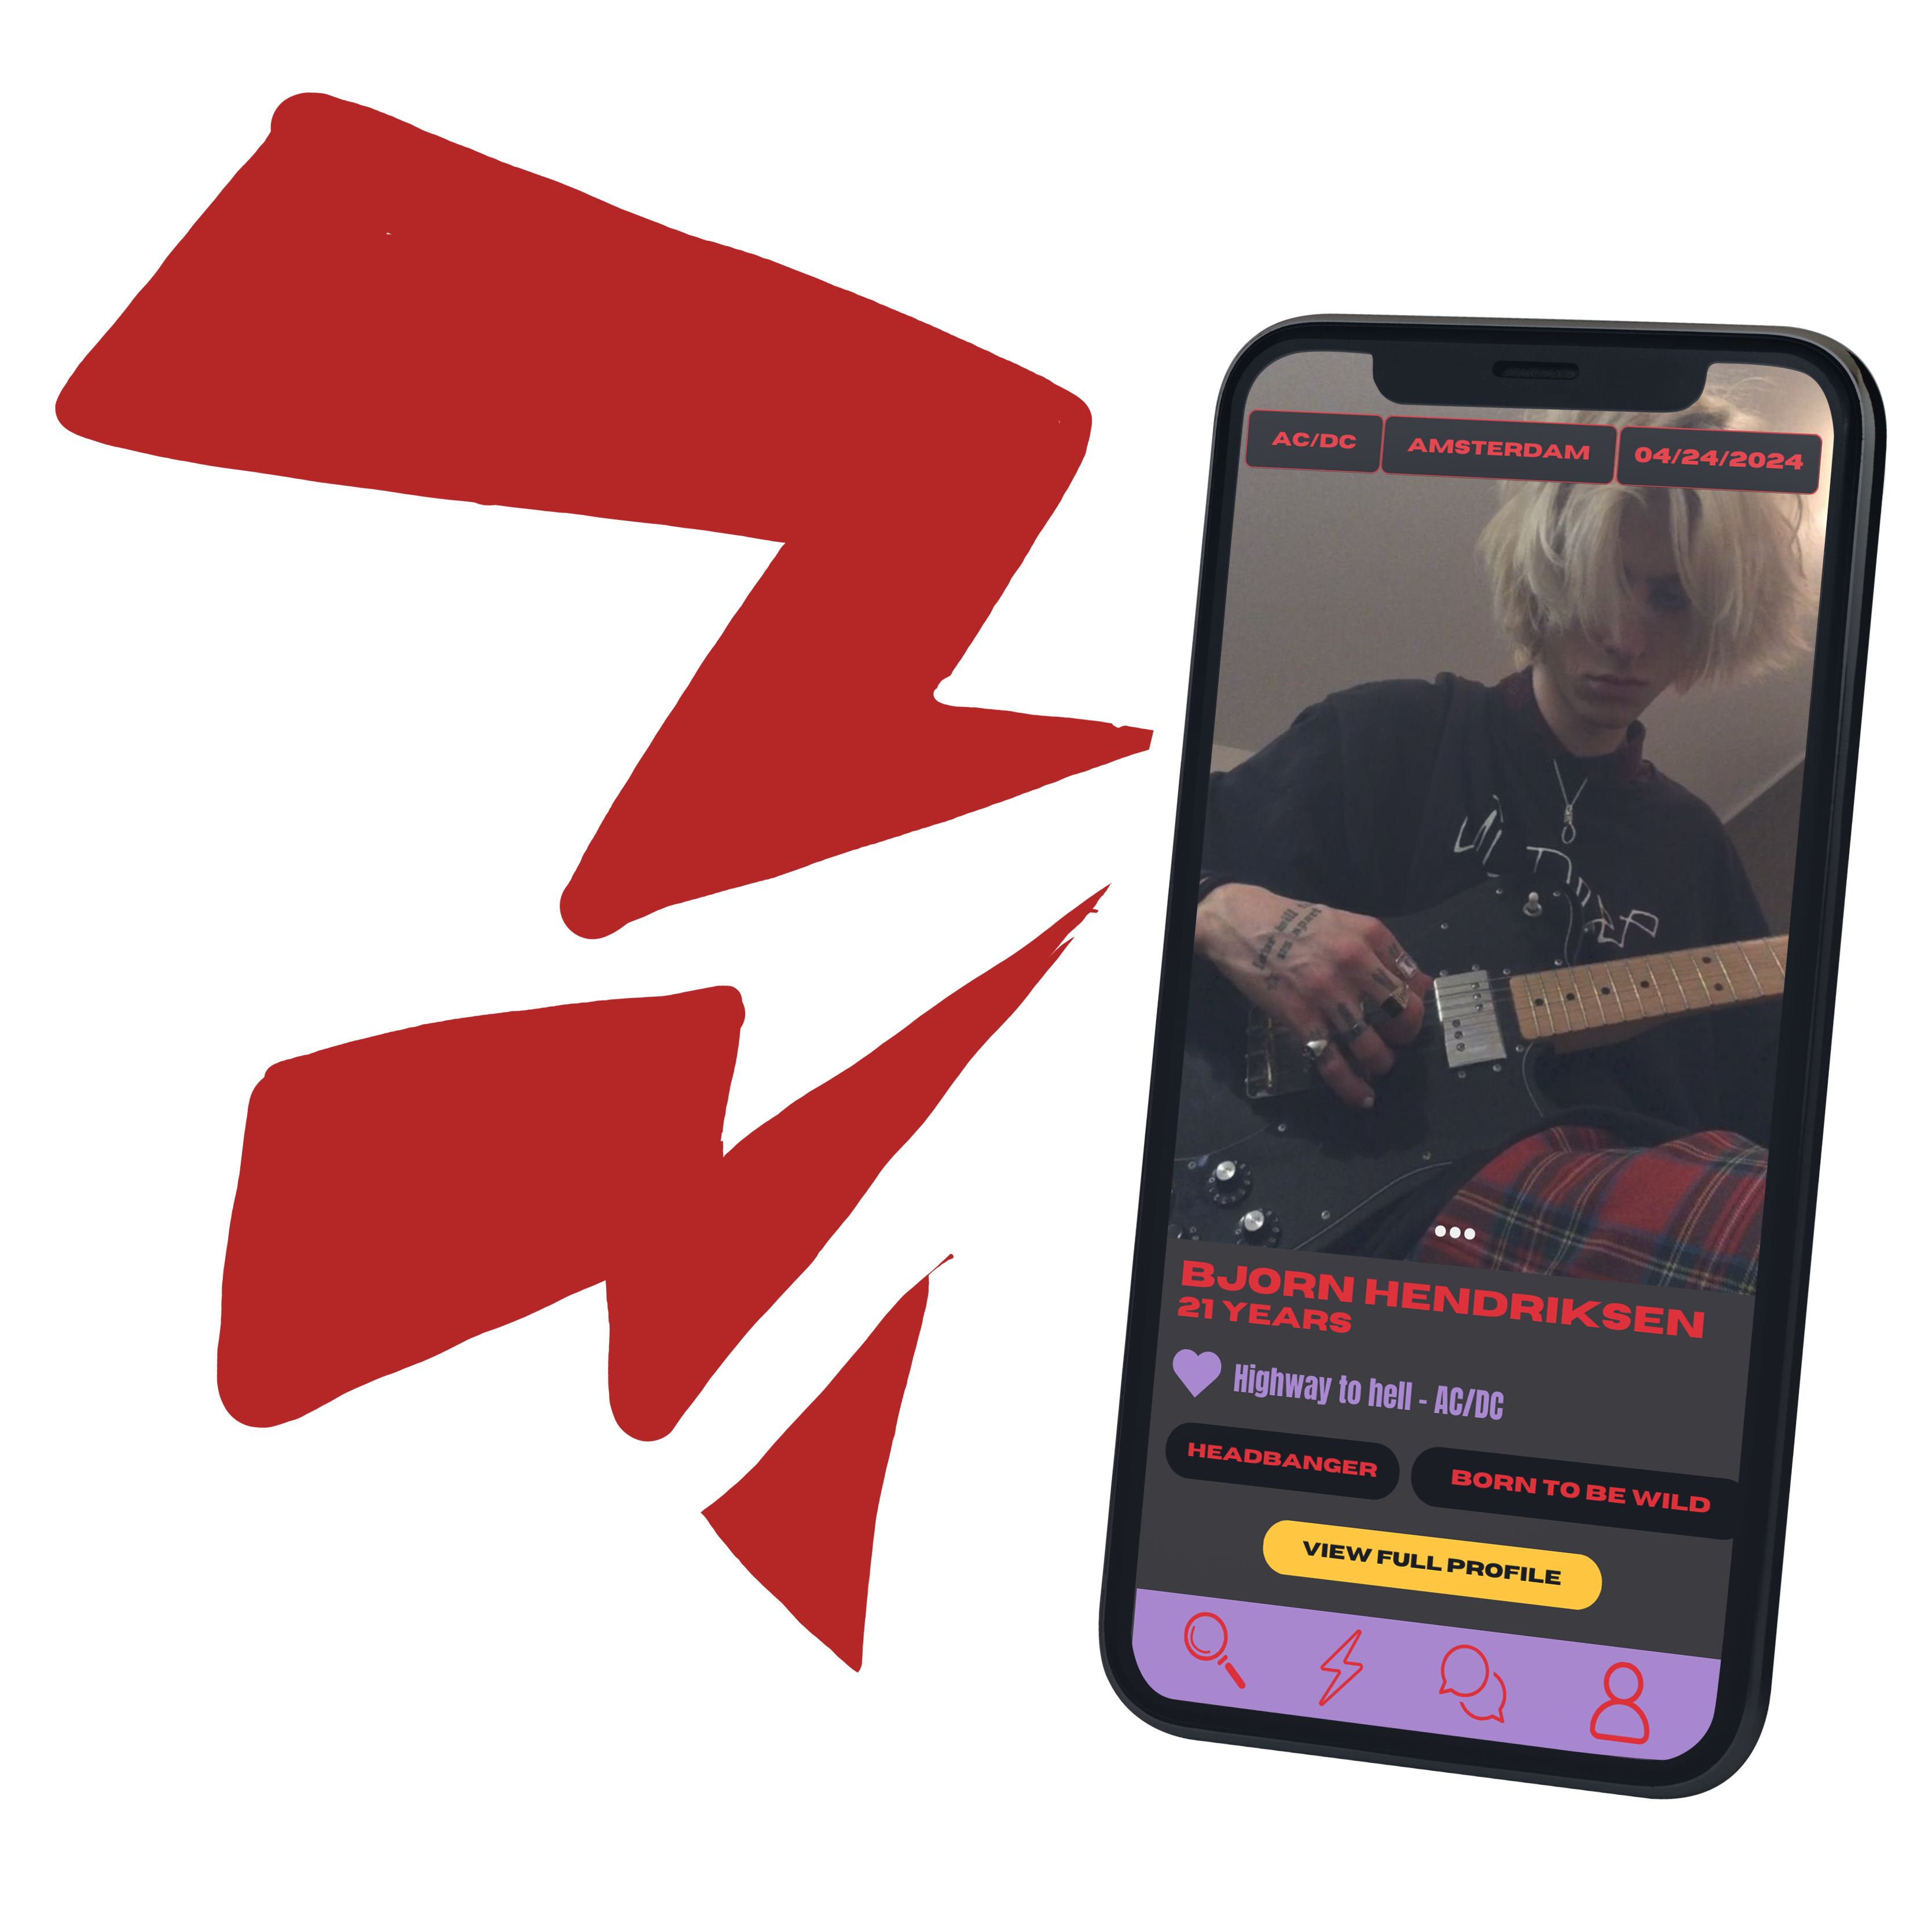 AC/DC AMSTERDAM 04/24/2024
BJORN HENDRIKSEN
21 YEARS
Highway to hell - AC/DC
HEADBANGER BORN TO BE WILD
VIEW FULL PROFILE